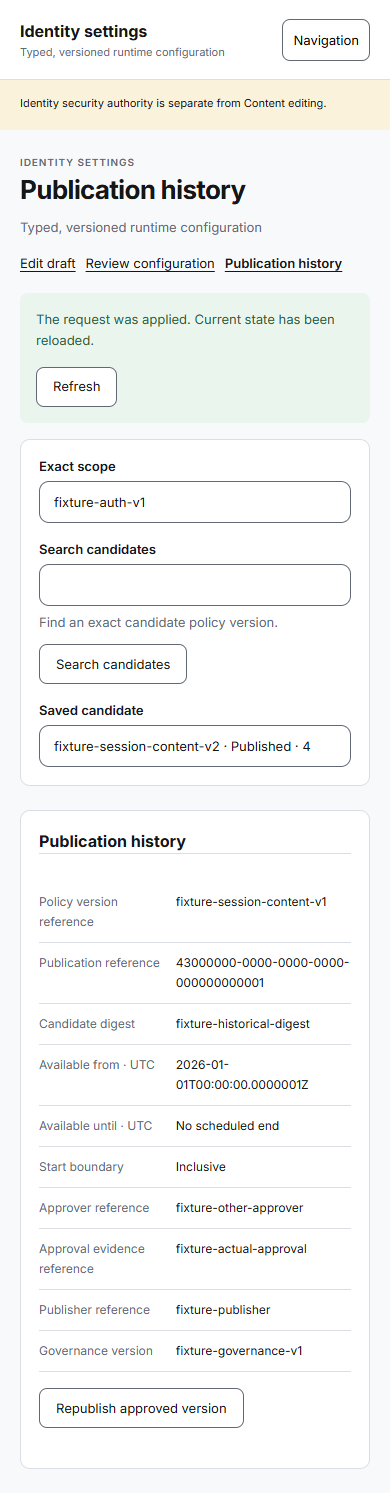 Identity settings
Typed, versioned runtime configuration
Navigation
Identity security authority is separate from Content editing.
IDENTITY SETTINGS
Publication history
Typed, versioned runtime configuration
Edit draft Review configuration Publication history
The request was applied. Current state has been
reloaded.
Refresh
Exact scope
fixture-auth-v1
Search candidates
Find an exact candidate policy version.
Search candidates
Saved candidate
fixture-session-content-v2 · Published · 4
Publication history
Policy version
reference
fixture-session-content-v1
Publication reference
43000000-0000-0000-0000-
000000000001
Candidate digest
fixture-historical-digest
Available from · UTC
2026-01-
01T00:00:00.0000001Z
Available until · UTC
No scheduled end
Start boundary
Inclusive
Approver reference
fixture-other-approver
Approval evidence
reference
fixture-actual-approval
Publisher reference
fixture-publisher
Governance version
fixture-governance-v1
Republish approved version